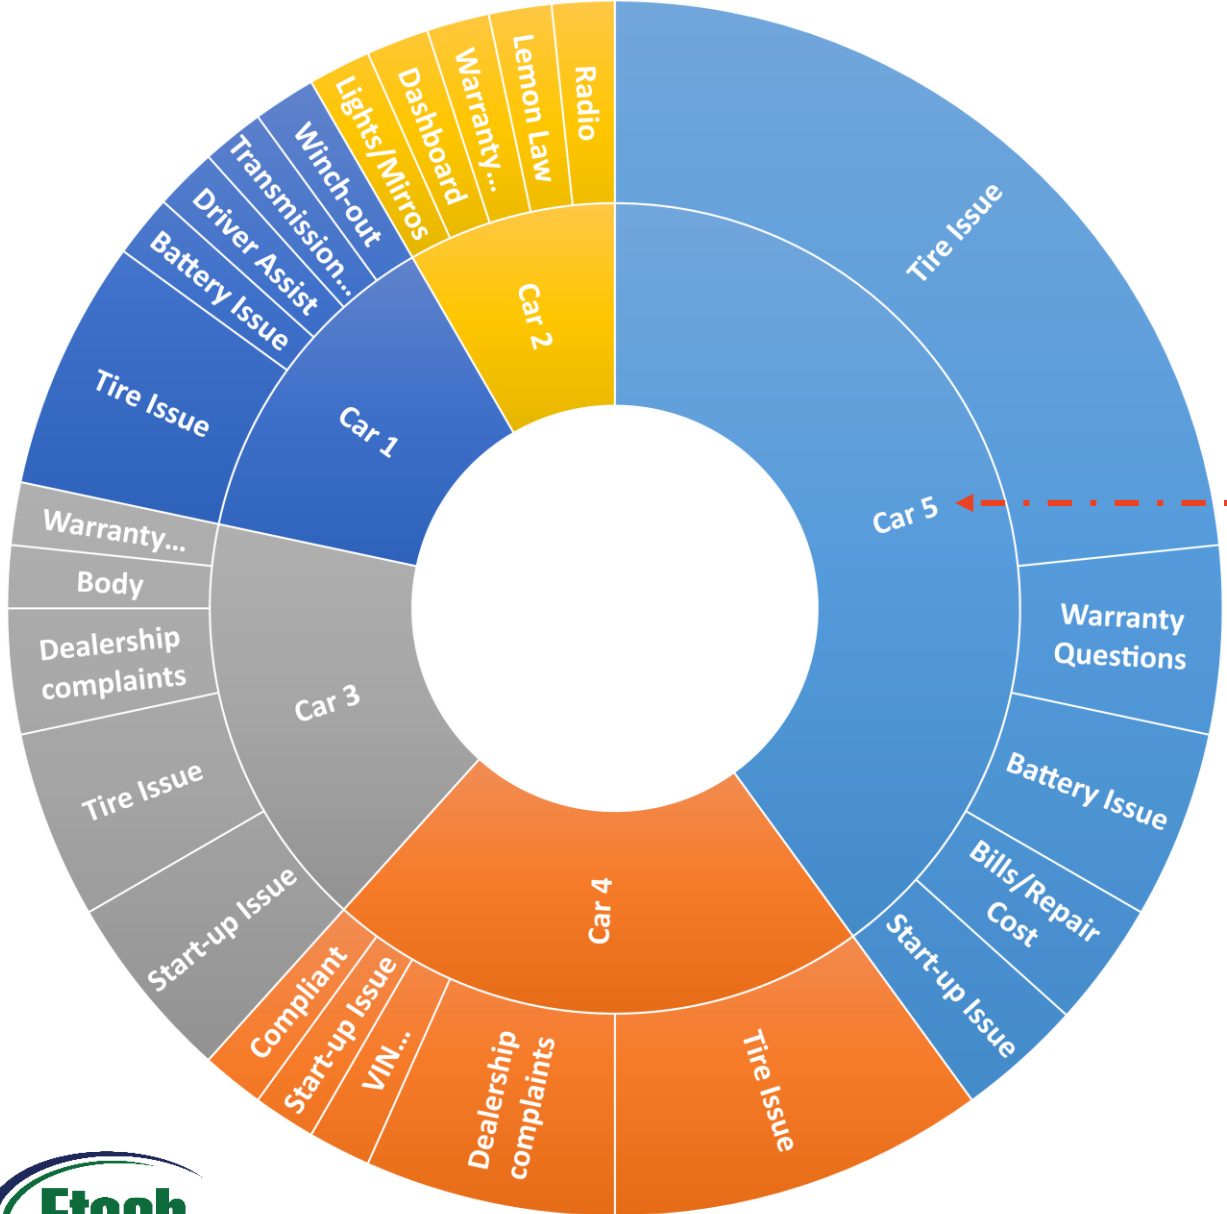 Tire Issue
Warranty
Questions
Battery Issue
Bills/Repair
Cost
Start-up Issue
Car 5
Tire Issue
Dealership
complaints
VIN...
Start-up Issue
Compliant
Car 4
Start-up Issue
Tire Issue
Dealership
complaints
Body
Warranty...
Car 3
Tire Issue
Battery Issue
Driver Assist
Transmission...
Winch-out
Car 1
Lights/Mirros
Dashboard
Warranty...
Lemon Law
Radio
Car 2
Etech